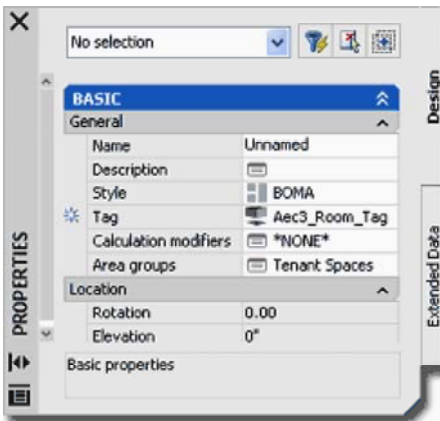 No selection
BASIC
General
Name Unnamed
Description
Style BOMA
Tag Aec3_Room_Tag
Calculation modifiers *NONE*
Area groups Tenant Spaces
Location
Rotation 0.00
Elevation 0"
Basic properties
PROPERTIES
Design
Extended Data